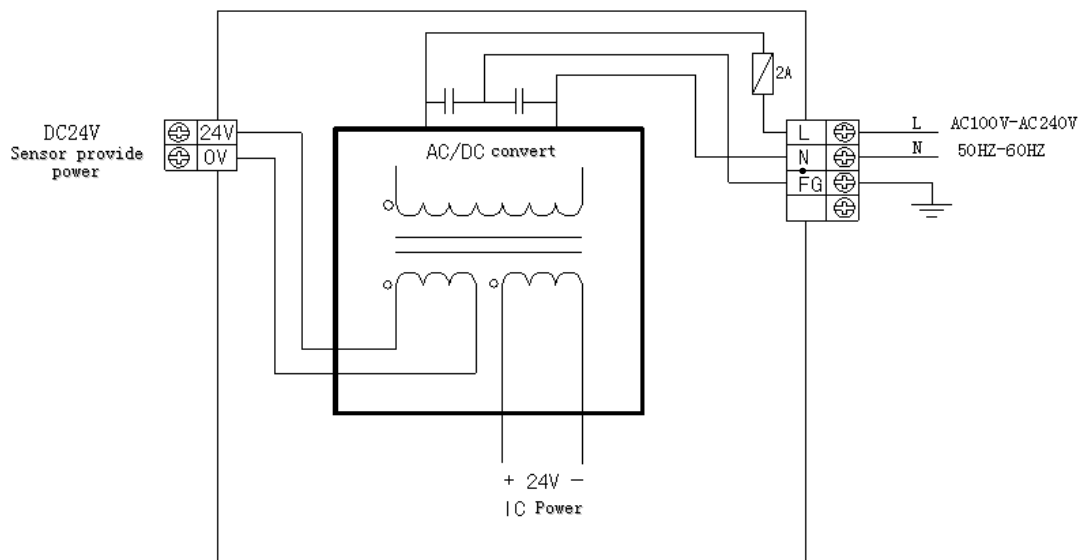 2A
DC24V
Sensor provide
power
24V
0V
AC/DC convert
L
N
FG
L AC100V-AC240V
N 50HZ-60HZ
+ 24V −
IC Power